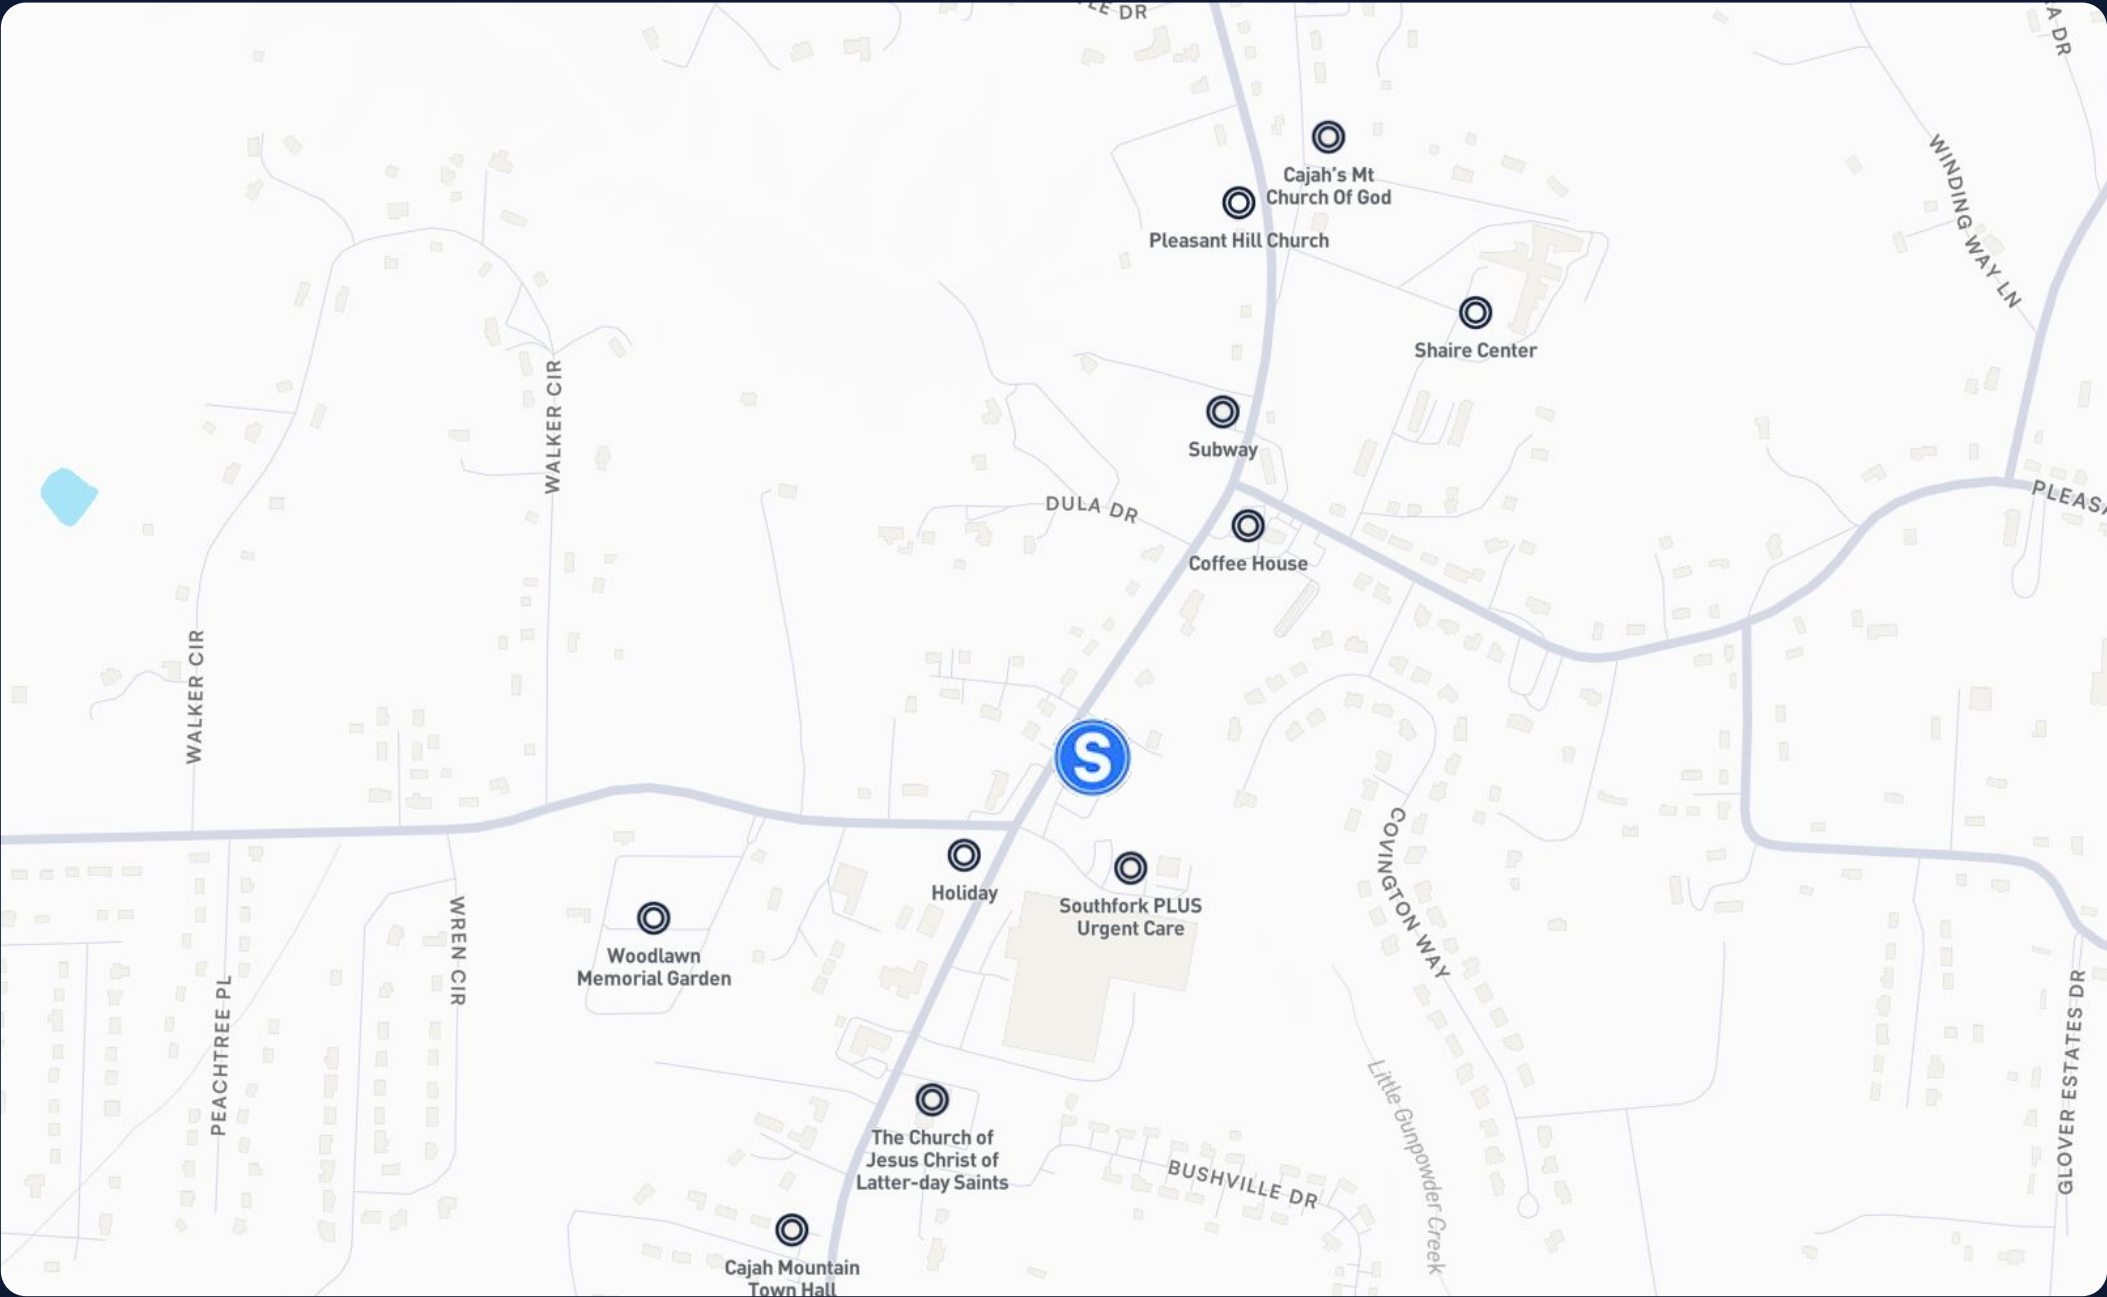 LE DR
A DR
WINDING WAY LN
Cajah's Mt
Church Of God
Pleasant Hill Church
Shaire Center
WALKER CIR
Subway
PLEASA
DULA DR
Coffee House
WALKER CIR
S
COVINGTON WAY
Holiday
Southfork PLUS
Urgent Care
WREN CIR
Woodlawn
Memorial Garden
PEACHTREE PL
GLOVER ESTATES DR
Little Gunpowder Creek
The Church of
Jesus Christ of
Latter-day Saints
BUSHVILLE DR
Cajah Mountain
Town Hall